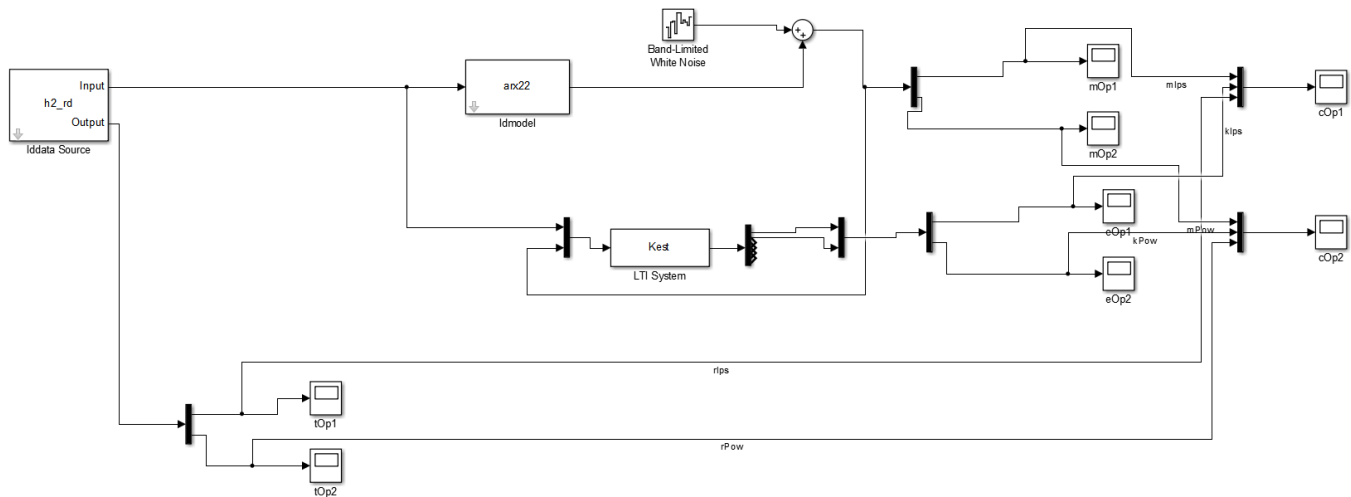 Band-Limited
White Noise
h2_rd
Input
Output
Iddata Source
arx22
Idmodel
mOp1
mIps
kIps
cOp1
mOp2
Kest
LTI System
eOp1
kPow
mPow
cOp2
eOp2
rIps
tOp1
rPow
tOp2